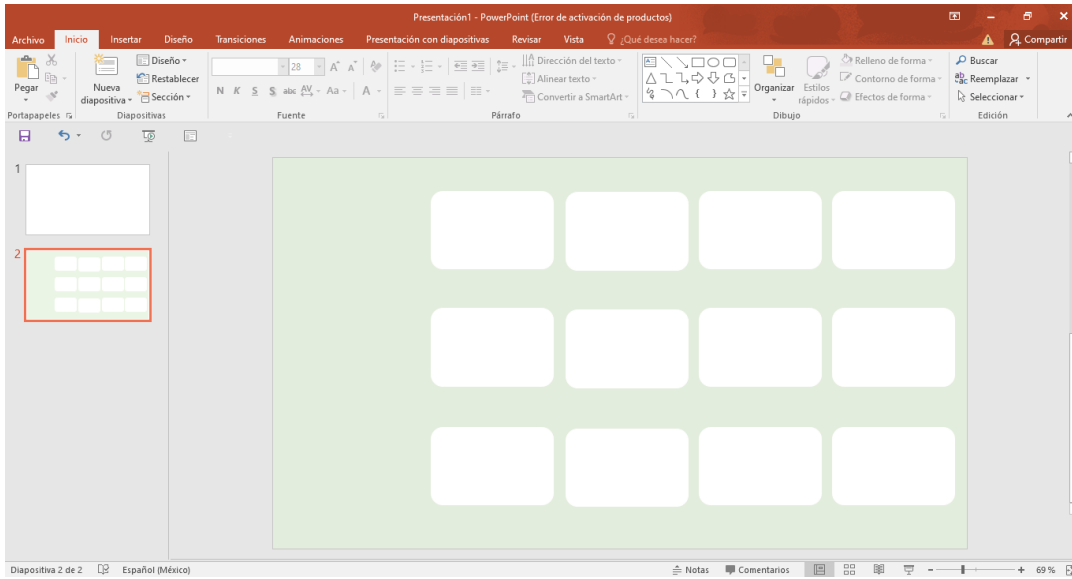 Presentación1 - PowerPoint (Error de activación de productos)
Archivo Inicio Insertar Diseño Transiciones Animaciones Presentación con diapositivas Revisar Vista ¿Qué desea hacer? Compartir
Pegar
Nueva diapositiva
Diseño
Restablecer
Sección
28
N K S S abc AV Aa A
Dirección del texto
Alinear texto
Convertir a SmartArt
Organizar
Estilos rápidos
Relleno de forma
Contorno de forma
Efectos de forma
Buscar
Reemplazar
Seleccionar
Portapapeles Diapositivas Fuente Párrafo Dibujo Edición
1
2
Diapositiva 2 de 2 Español (México) Notas Comentarios 69 %